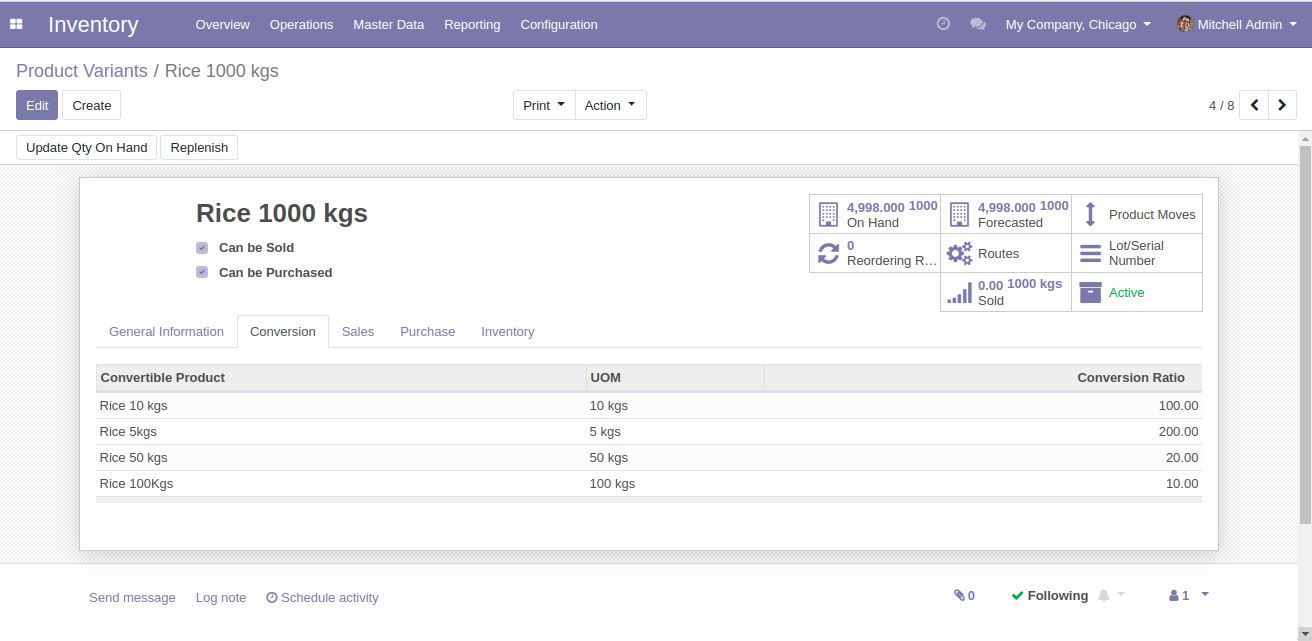 Inventory Overview Operations Master Data Reporting Configuration My Company, Chicago Mitchell Admin
Product Variants / Rice 1000 kgs
Edit Create Print Action 4 / 8
Update Qty On Hand Replenish
Rice 1000 kgs
Can be Sold
Can be Purchased
4,998.000 1000
On Hand
4,998.000 1000
Forecasted
Product Moves
0
Reordering R...
Routes
Lot/Serial
Number
0.00 1000 kgs
Sold
Active
General Information Conversion Sales Purchase Inventory
Convertible Product UOM Conversion Ratio
Rice 10 kgs 10 kgs 100.00
Rice 5kgs 5 kgs 200.00
Rice 50 kgs 50 kgs 20.00
Rice 100Kgs 100 kgs 10.00
Send message Log note Schedule activity 0 Following 1